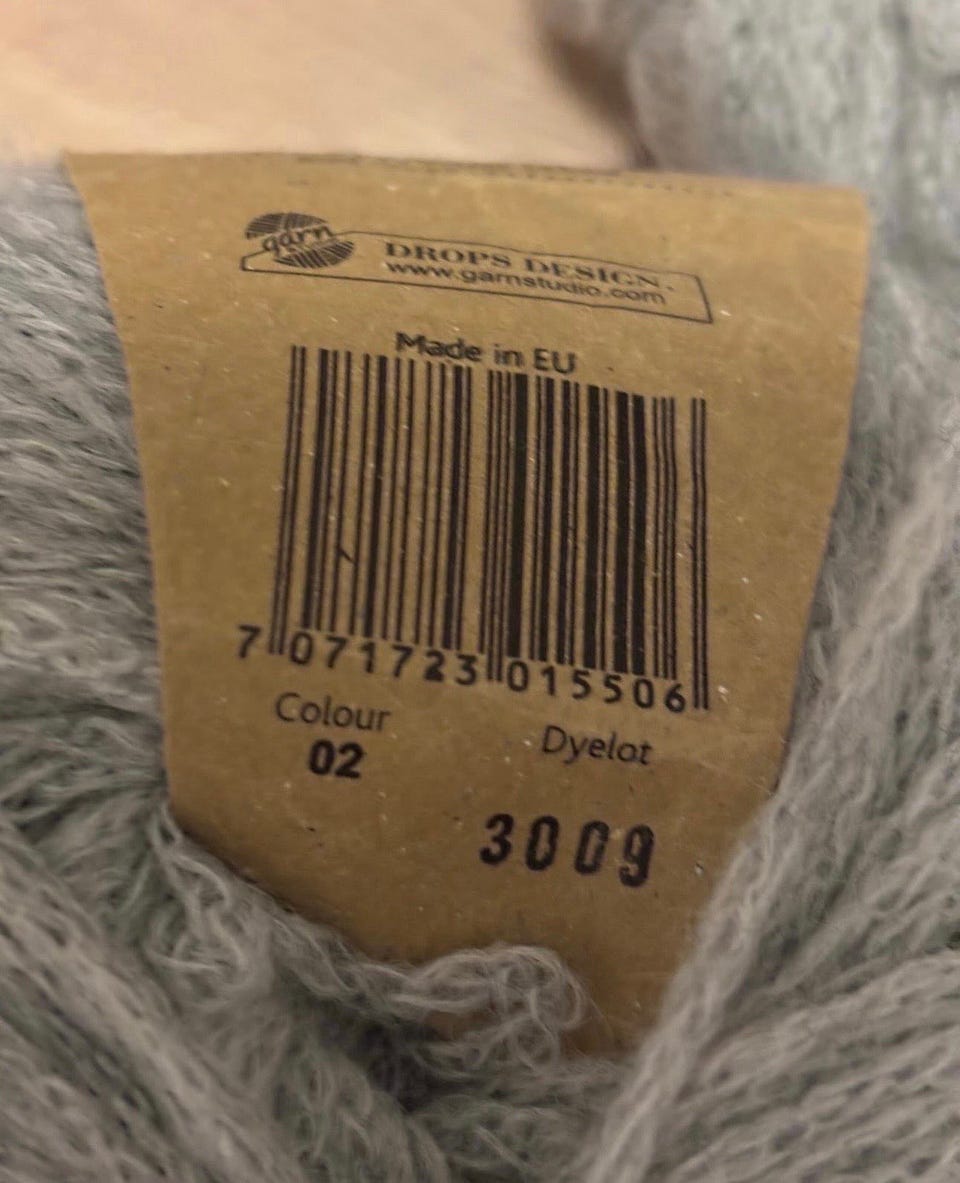 garn
DROPS DESIGN.
www.garnstudio.com
Made in EU
7 071723 015506
Colour
02
Dyelot
3009